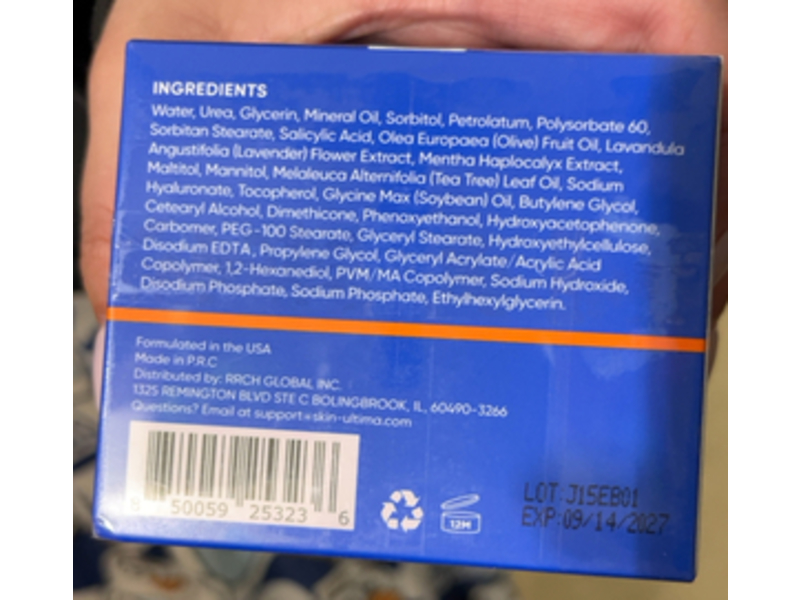 INGREDIENTS
Water, Urea, Glycerin, Mineral Oil, Sorbitol, Petrolatum, Polysorbate 60,
Sorbitan Stearate, Salicylic Acid, Olea Europaea (Olive) Fruit Oil, Lavandula
Angustifolia (Lavender) Flower Extract, Mentha Haplocalyx Extract,
Maltitol, Mannitol, Melaleuca Alternifolia (Tea Tree) Leaf Oil, Sodium
Hyaluronate, Tocopherol, Glycine Max (Soybean) Oil, Butylene Glycol,
Cetearyl Alcohol, Dimethicone, Phenoxyethanol, Hydroxyacetophenone,
Carbomer, PEG-100 Stearate, Glyceryl Stearate, Hydroxyethylcellulose,
Disodium EDTA, Propylene Glycol, Glyceryl Acrylate/Acrylic Acid
Copolymer, 1,2-Hexanediol, PVM/MA Copolymer, Sodium Hydroxide,
Disodium Phosphate, Sodium Phosphate, Ethylhexylglycerin.
Formulated in the USA
Made in P.R.C
Distributed by: RRCH GLOBAL INC.
1325 REMINGTON BLVD STE C BOLINGBROOK, IL, 60490-3266
Questions? Email at support@skin-ultima.com
8 50059 25323 6
12M
LOT:J15EB01
EXP:09/14/2027